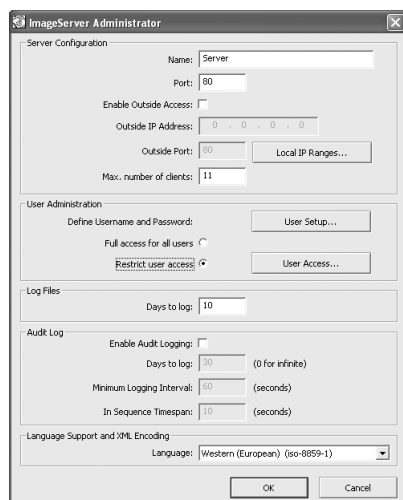 ImageServer Administrator
Server Configuration
Name: Server
Port: 80
Enable Outside Access:
Outside IP Address: 0 . 0 . 0 . 0
Outside Port: 80 Local IP Ranges...
Max. number of clients: 11
User Administration
Define Username and Password: User Setup...
Full access for all users
Restrict user access User Access...
Log Files
Days to log: 10
Audit Log
Enable Audit Logging:
Days to log: 30 (0 for infinite)
Minimum Logging Interval: 60 (seconds)
In Sequence Timespan: 10 (seconds)
Language Support and XML Encoding
Language: Western (European) (iso-8859-1)
OK Cancel